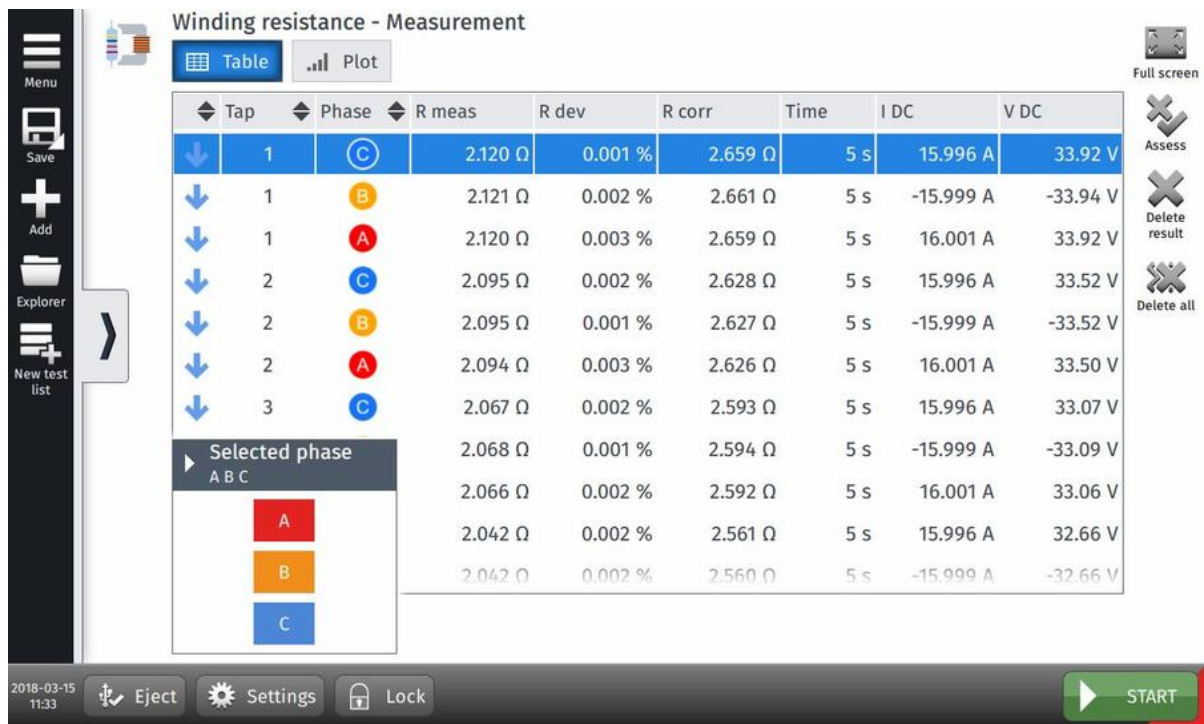 Winding resistance - Measurement
Table Plot
Menu
Save
Add
Explorer
New test
list
Tap Phase R meas R dev R corr Time I DC V DC
1 C 2.120 Ω 0.001 % 2.659 Ω 5 s 15.996 A 33.92 V
1 B 2.121 Ω 0.002 % 2.661 Ω 5 s -15.999 A -33.94 V
1 A 2.120 Ω 0.003 % 2.659 Ω 5 s 16.001 A 33.92 V
2 C 2.095 Ω 0.002 % 2.628 Ω 5 s 15.996 A 33.52 V
2 B 2.095 Ω 0.001 % 2.627 Ω 5 s -15.999 A -33.52 V
2 A 2.094 Ω 0.003 % 2.626 Ω 5 s 16.001 A 33.50 V
3 C 2.067 Ω 0.002 % 2.593 Ω 5 s 15.996 A 33.07 V
2.068 Ω 0.001 % 2.594 Ω 5 s -15.999 A -33.09 V
2.066 Ω 0.002 % 2.592 Ω 5 s 16.001 A 33.06 V
2.042 Ω 0.002 % 2.561 Ω 5 s 15.996 A 32.66 V
2.042 Ω 0.002 % 2.560 Ω 5 s -15.999 A -32.66 V
Selected phase
A B C
A
B
C
Full screen
Assess
Delete
result
Delete all
2018-03-15
11:33
Eject Settings Lock START